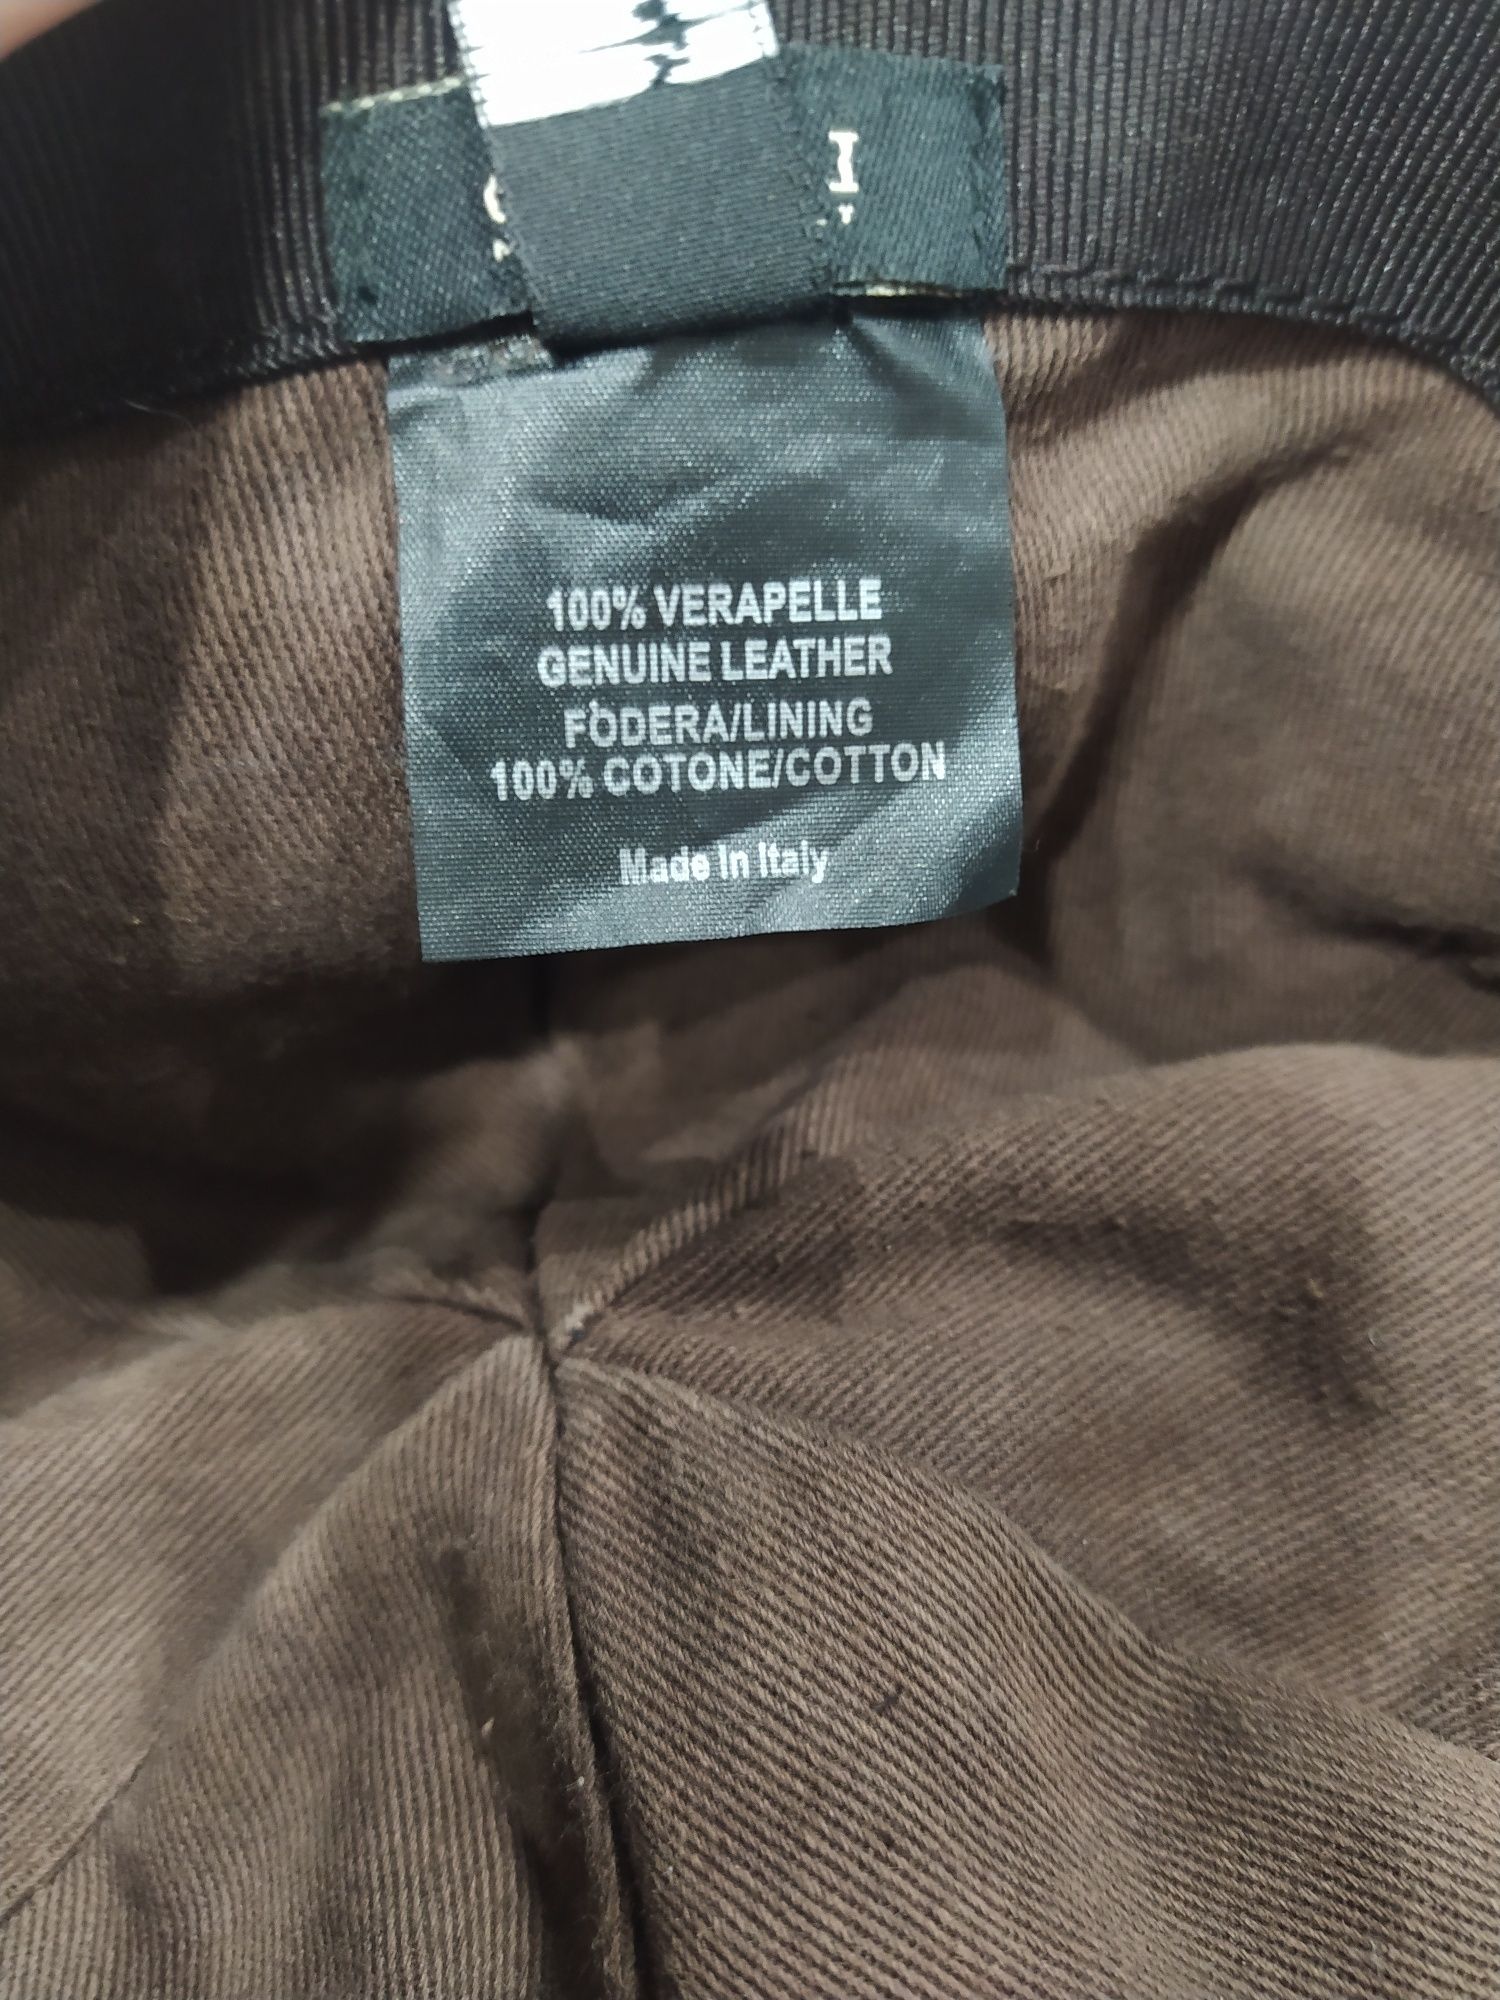 100% VERAPELLE
GENUINE LEATHER
FODERA/LINING
100% COTONE/COTTON
Made In Italy